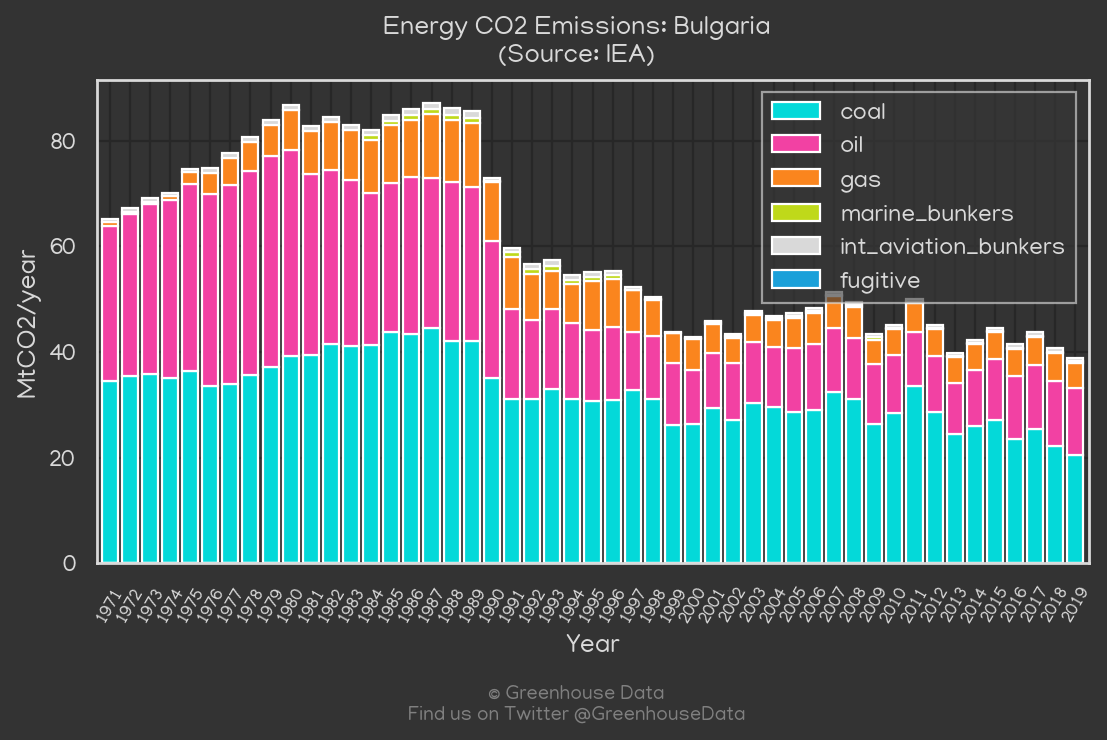 Energy CO2 Emissions: Bulgaria
(Source: IEA)
coal
oil
gas
marine_bunkers
int_aviation_bunkers
fugitive
MtCO2/year
80
60
40
20
0
1971 1972 1973 1974 1975 1976 1977 1978 1979 1980 1981 1982 1983 1984 1985 1986 1987 1988 1989 1990 1991 1992 1993 1994 1995 1996 1997 1998 1999 2000 2001 2002 2003 2004 2005 2006 2007 2008 2009 2010 2011 2012 2013 2014 2015 2016 2017 2018 2019
Year
© Greenhouse Data
Find us on Twitter @GreenhouseData